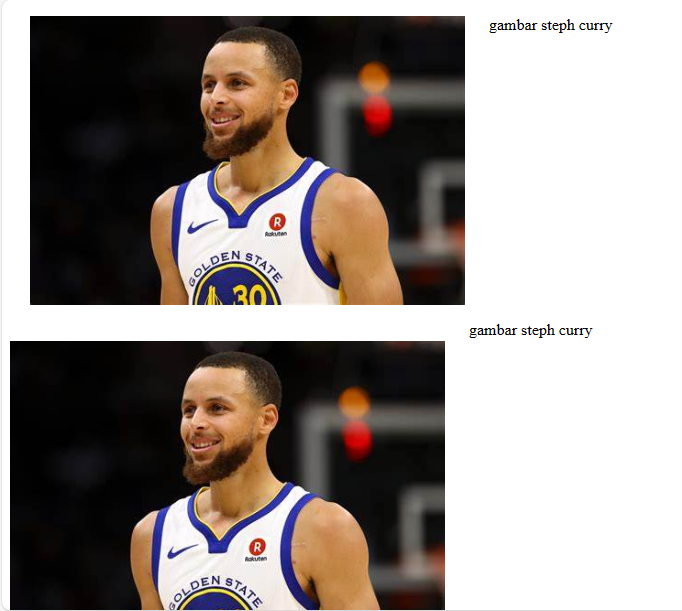 gambar steph curry
R
Rakuten
GOLDEN STATE
30
gambar steph curry
R
Rakuten
GOLDEN STATE